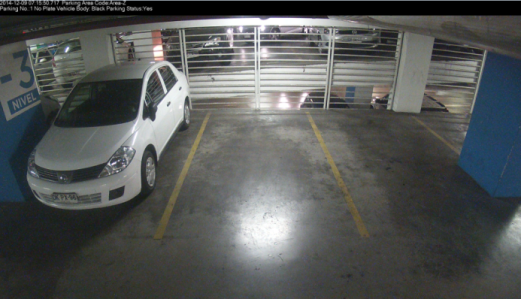 2014-12-09 07:15:50.717 Parking Area Code:Area-2
Parking No.:1 No Plate Vehicle Body: Black Parking Status:Yes
-3
NIVEL